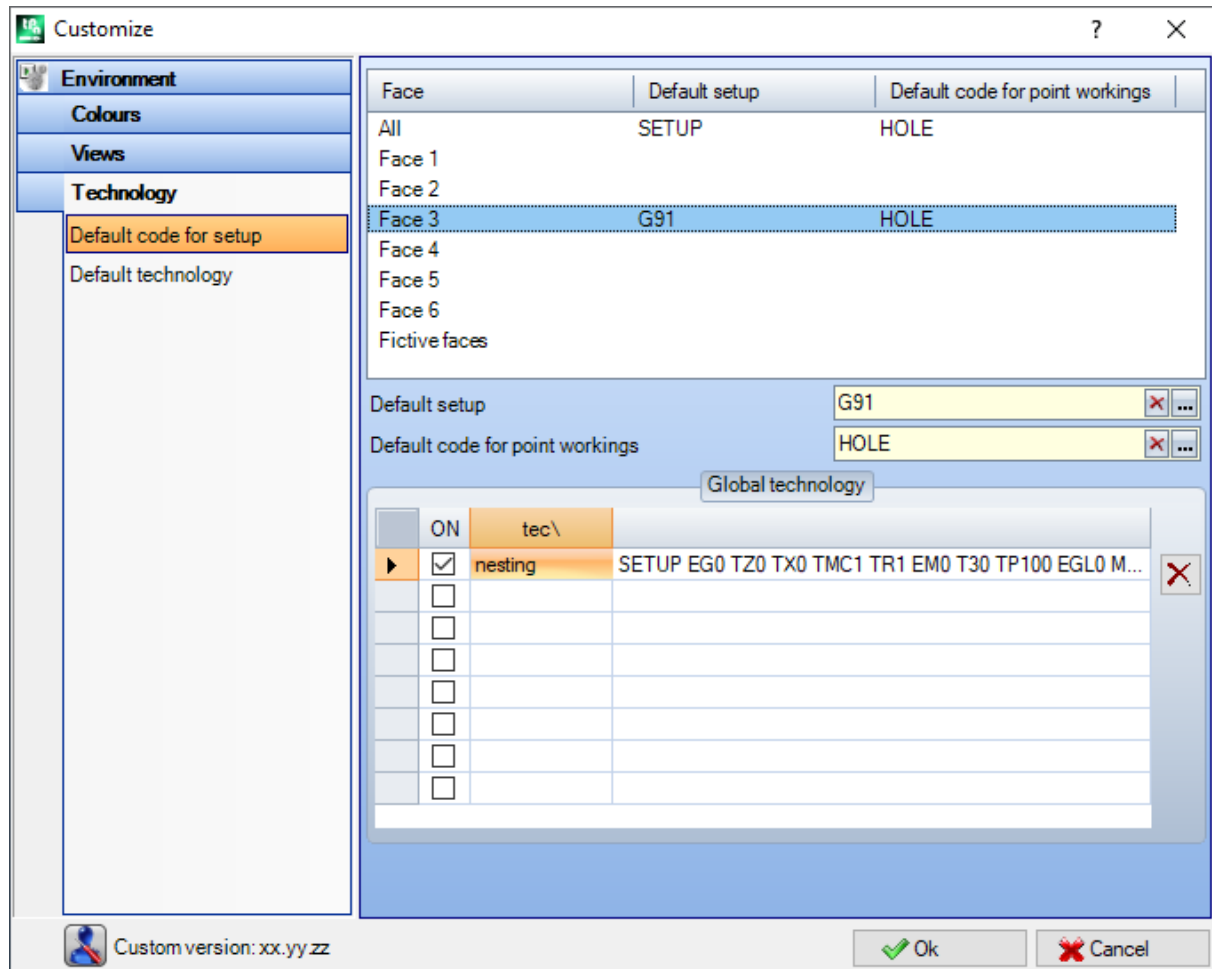 Customize ?
Environment
Colours
Views
Technology
Default code for setup
Default technology
Face Default setup Default code for point workings
All SETUP HOLE
Face 1
Face 2
Face 3 G91 HOLE
Face 4
Face 5
Face 6
Fictive faces
Default setup G91 ...
Default code for point workings HOLE ...
Global technology
ON tec\
nesting SETUP EG0 TZ0 TX0 TMC1 TR1 EM0 T30 TP100 EGL0 M...
Custom version: xx.yy.zz
Ok Cancel